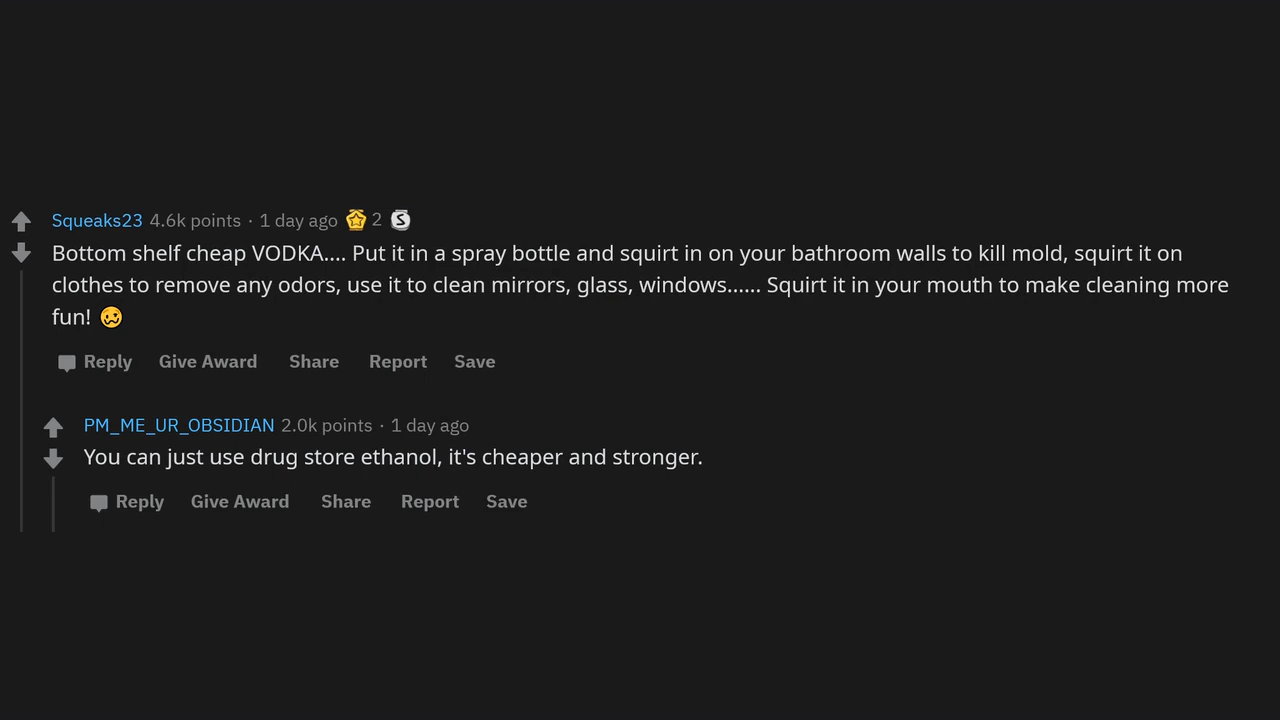 Squeaks23 4.6k points · 1 day ago 2 S
Bottom shelf cheap VODKA.... Put it in a spray bottle and squirt in on your bathroom walls to kill mold, squirt it on
clothes to remove any odors, use it to clean mirrors, glass, windows...... Squirt it in your mouth to make cleaning more
fun! 🥴
Reply Give Award Share Report Save
PM_ME_UR_OBSIDIAN 2.0k points · 1 day ago
You can just use drug store ethanol, it's cheaper and stronger.
Reply Give Award Share Report Save